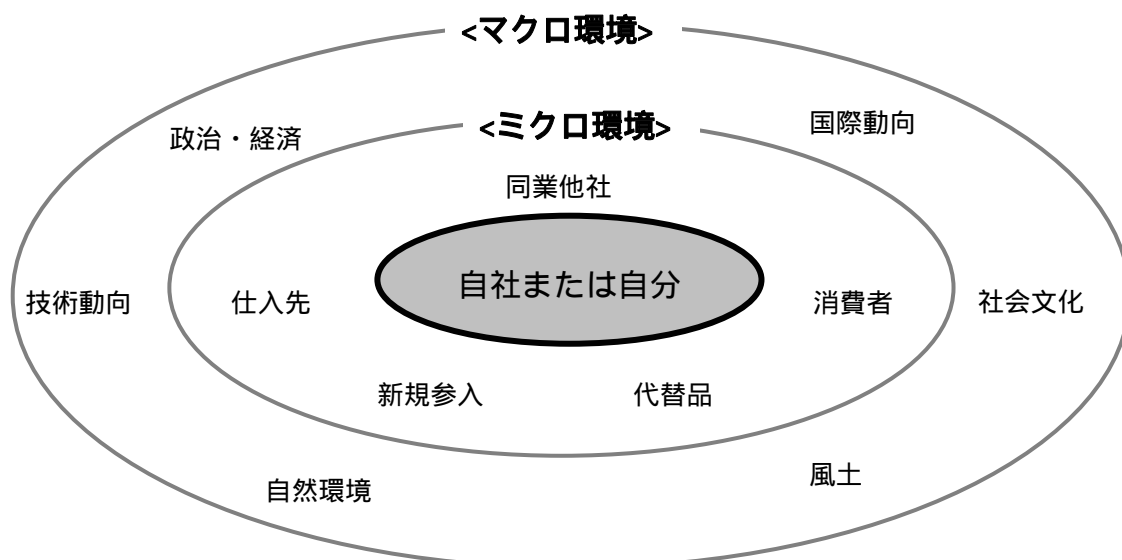 <マクロ環境>
政治・経済
国際動向
<ミクロ環境>
同業他社
自社または自分
技術動向
仕入先
消費者
社会文化
新規参入
代替品
自然環境
風土